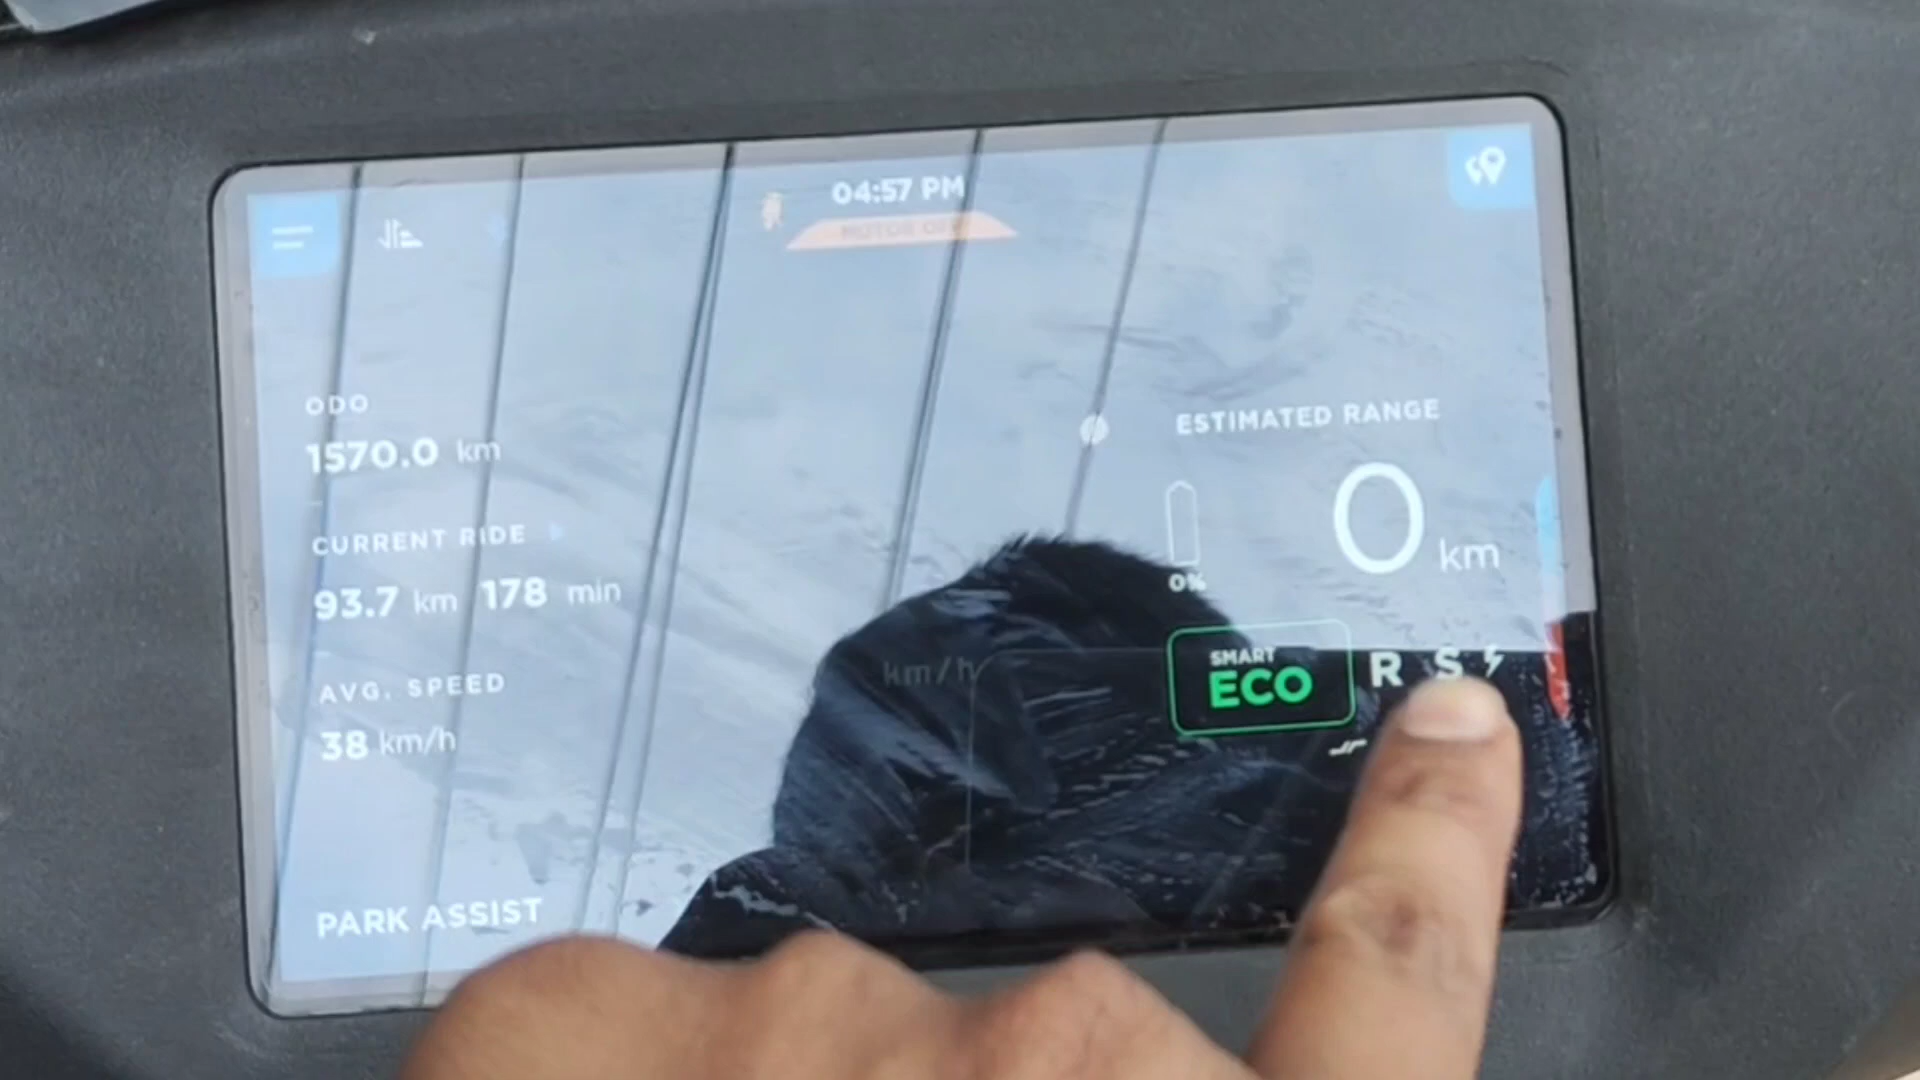 04:57 PM
MOTOR OFF
ODO
1570.0 km
CURRENT RIDE
93.7 km 178 min
AVG. SPEED
38 km/h
PARK ASSIST
km/h
ESTIMATED RANGE
0 km
0%
SMART
ECO
R S